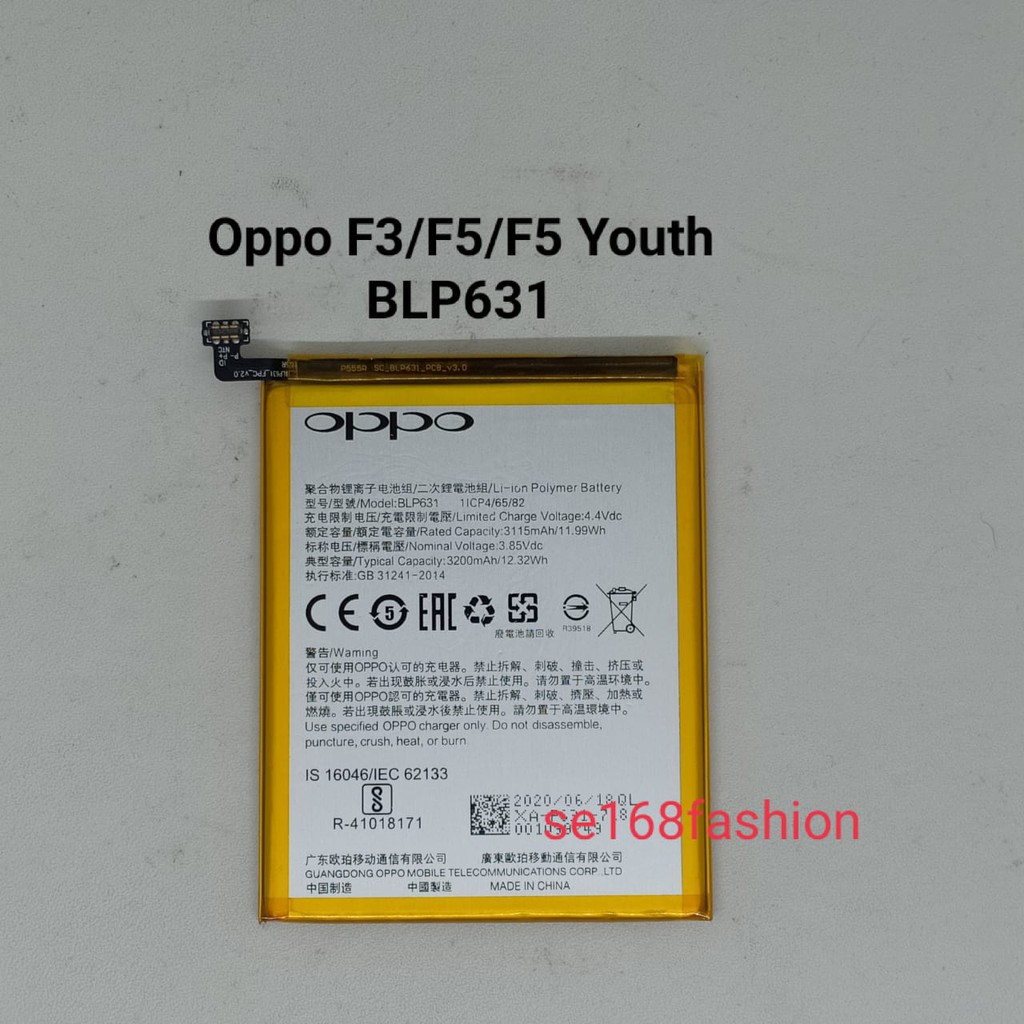 Oppo F3/F5/F5 Youth
BLP631
P- P+ ID
NTC
BLP631_FPC_V2.0
P555R SC_BLP631_PCB_v3.0
oppo
聚合物锂离子电池组/二次鋰電池組/Li-ion Polymer Battery
型号/型號/Model:BLP631 1ICP4/65/82
充电限制电压/充電限制電壓/Limited Charge Voltage:4.4Vdc
额定容量/額定電容量/Rated Capacity:3115mAh/11.99Wh
标称电压/標稱電壓/Nominal Voltage:3.85Vdc
典型容量/Typical Capacity:3200mAh/12.32Wh
执行标准:GB 31241-2014
CE 5 EAC
廢電池請回收
R39518
警告/Warning
仅可使用OPPO认可的充电器。禁止拆解、刺破、撞击、挤压或
投入火中。若出现鼓胀或浸水后禁止使用。请勿置于高温环境中。
僅可使用OPPO認可的充電器。禁止拆解、刺破、擠壓、加熱或
燃燒。若出現鼓脹或浸水後禁止使用。請勿置于高温環境中。
Use specified OPPO charger only. Do not disassemble,
puncture, crush, heat, or burn.
IS 16046/IEC 62133
R-41018171
2020/06/18QL
se168fashion
广东欧珀移动通信有限公司 廣東歐珀移動通信有限公司
GUANGDONG OPPO MOBILE TELECOMMUNICATIONS CORP .,LTD
中国制造 中國製造 MADE IN CHINA